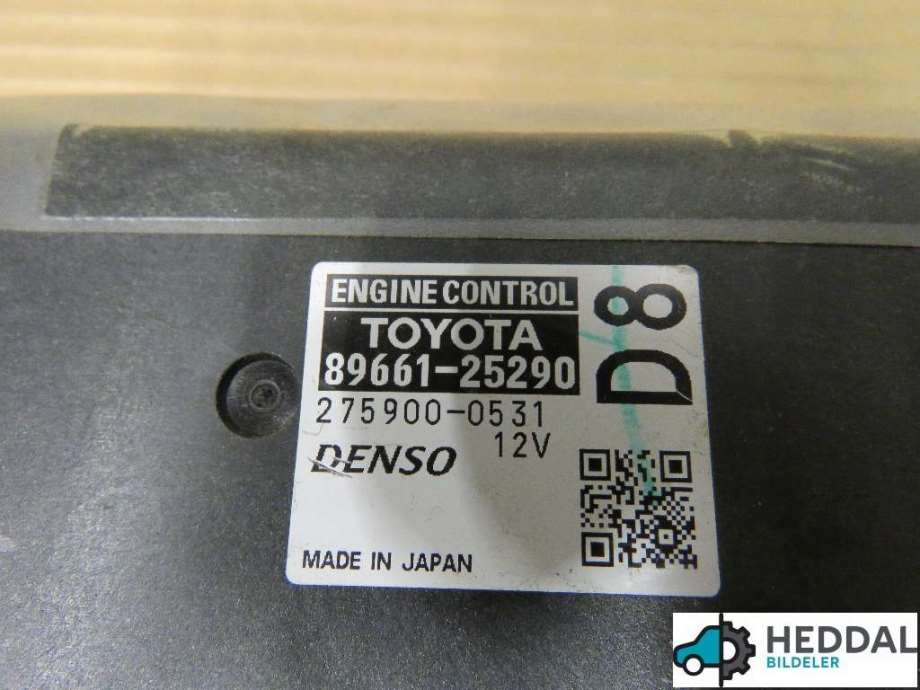 ENGINE CONTROL
TOYOTA
89661-25290
275900-0531
12V
DENSO
MADE IN JAPAN
D8
HEDDAL
BILDELER